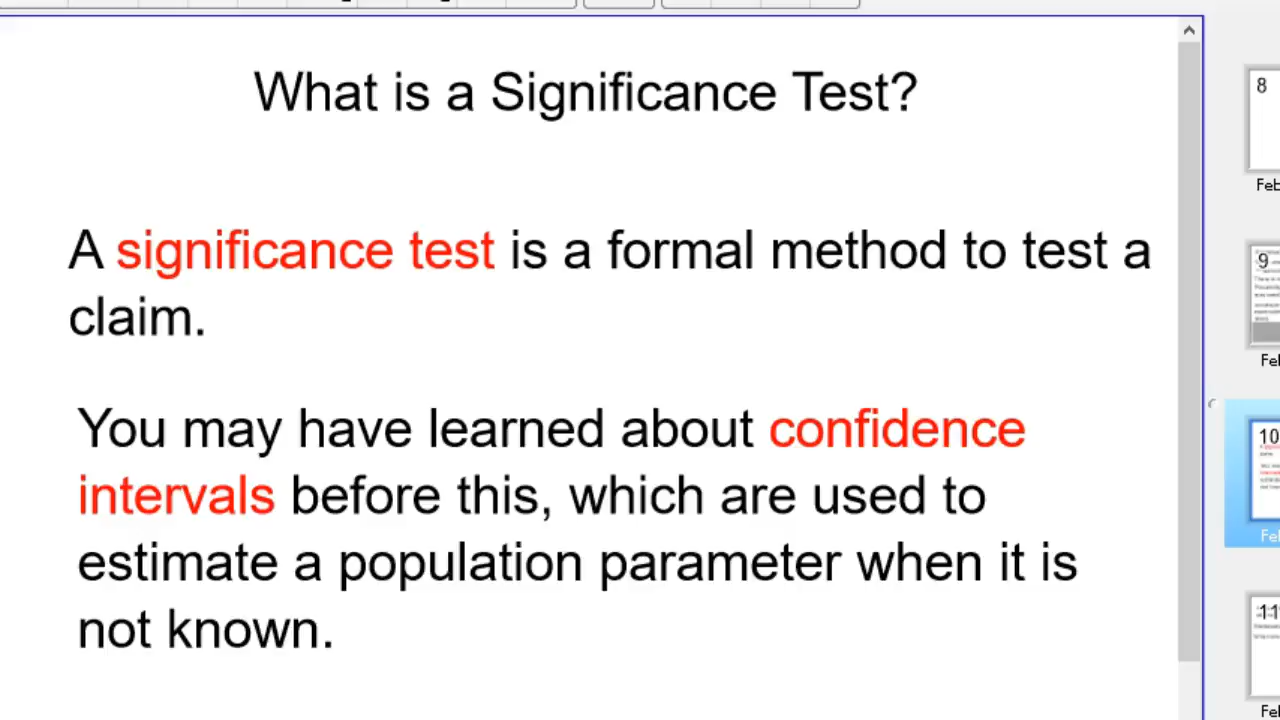 What is a Significance Test?
A significance test is a formal method to test a
claim.
You may have learned about confidence
intervals before this, which are used to
estimate a population parameter when it is
not known.
8
Feb
9
Fel
10
Fel
11
Fel